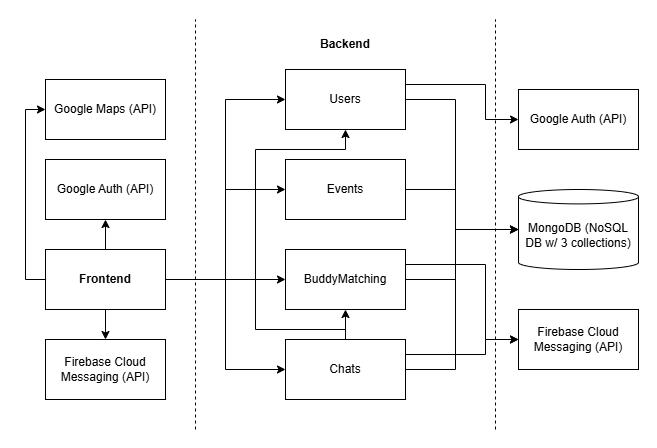 Backend
Google Maps (API)
Google Auth (API)
Frontend
Firebase Cloud
Messaging (API)
Users
Events
BuddyMatching
Chats
Google Auth (API)
MongoDB (NoSQL
DB w/ 3 collections)
Firebase Cloud
Messaging (API)